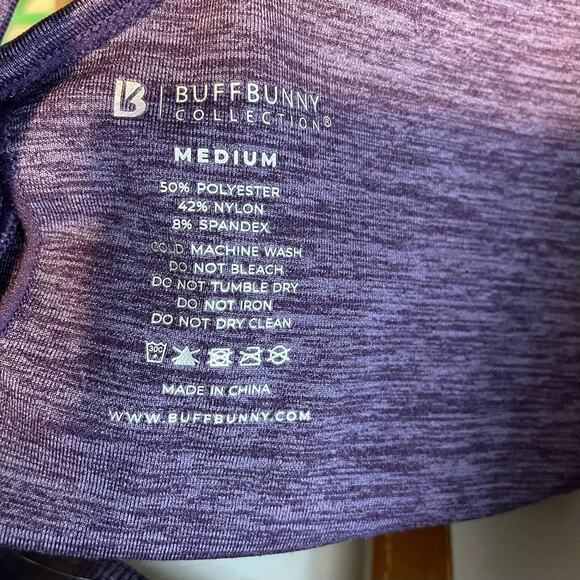 BUFFBUNNY
COLLECTION®
MEDIUM
50% POLYESTER
42% NYLON
8% SPANDEX
COLD MACHINE WASH
DO NOT BLEACH
DO NOT TUMBLE DRY
DO NOT IRON
DO NOT DRY CLEAN
MADE IN CHINA
WWW.BUFFBUNNY.COM